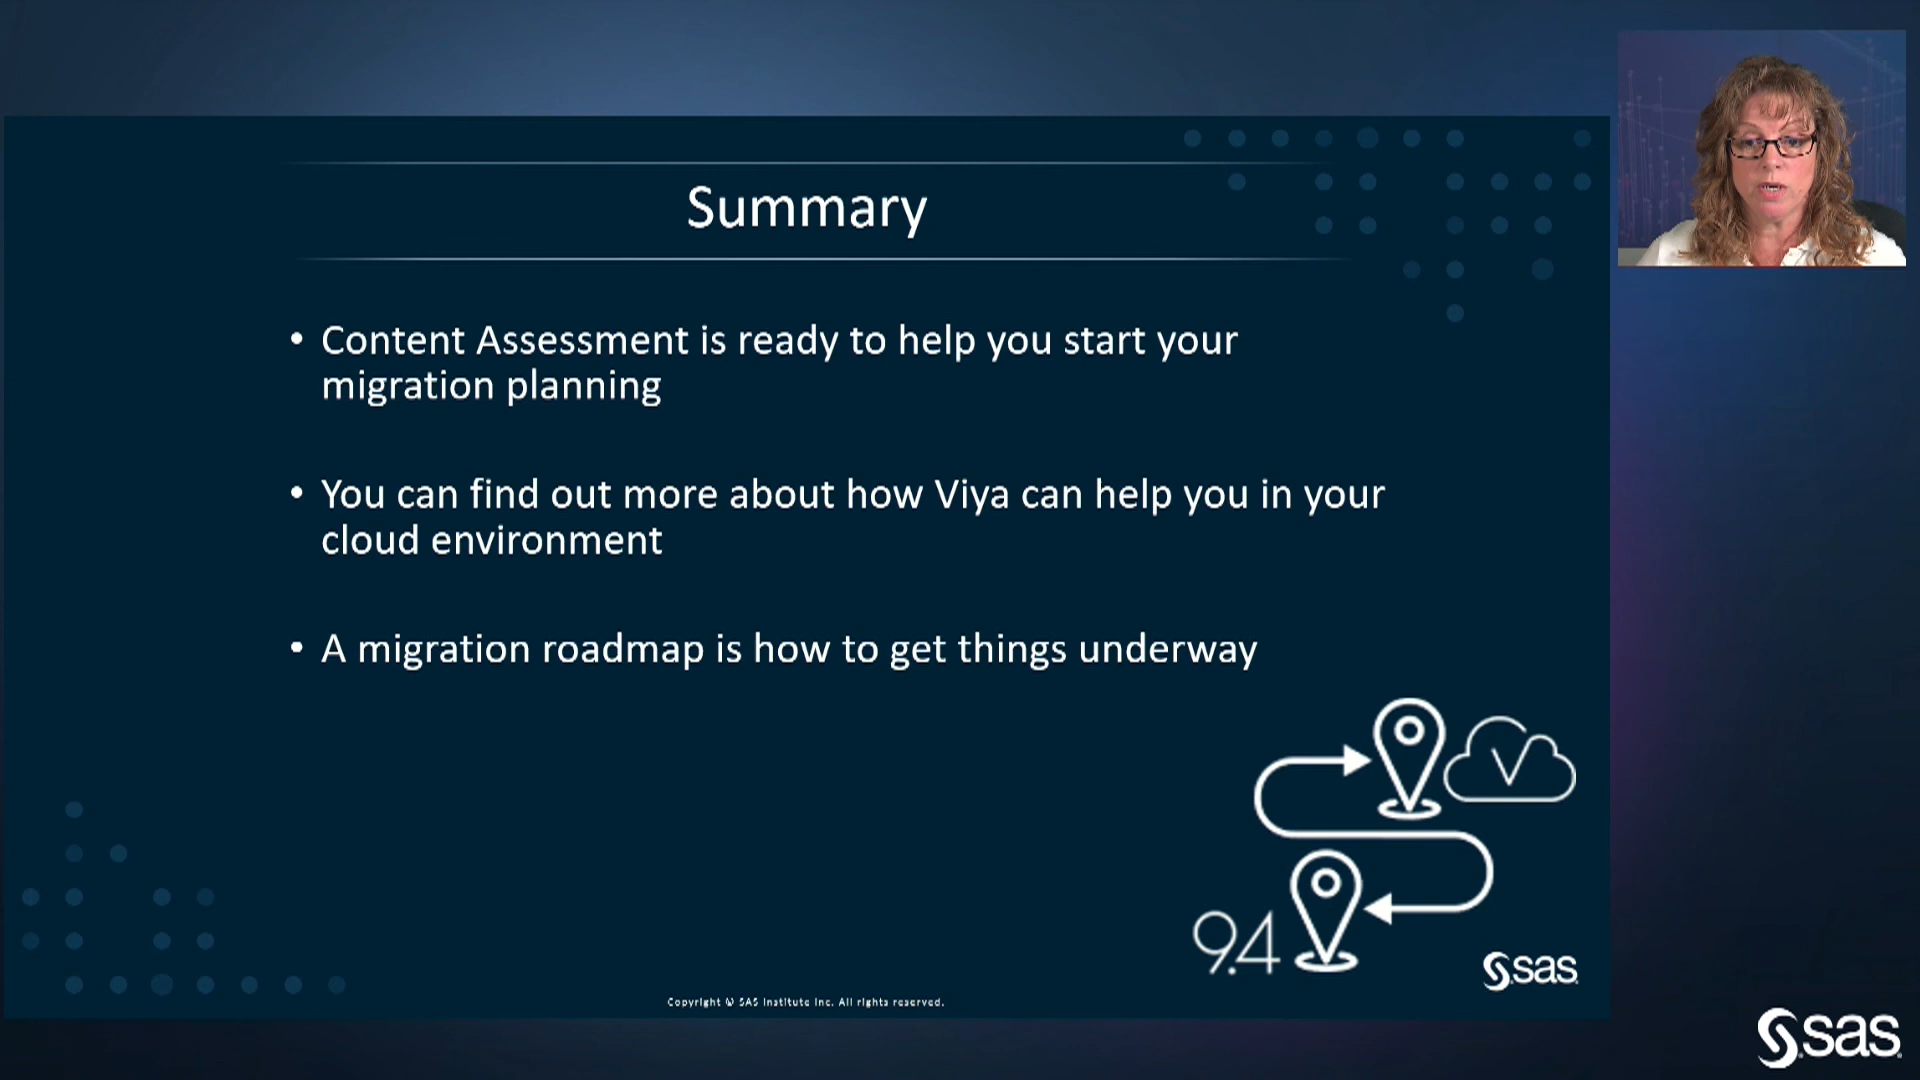 Summary
• Content Assessment is ready to help you start your
migration planning
• You can find out more about how Viya can help you in your
cloud environment
• A migration roadmap is how to get things underway
V
9.4
sas
Copyright © SAS Institute Inc. All rights reserved.
sas